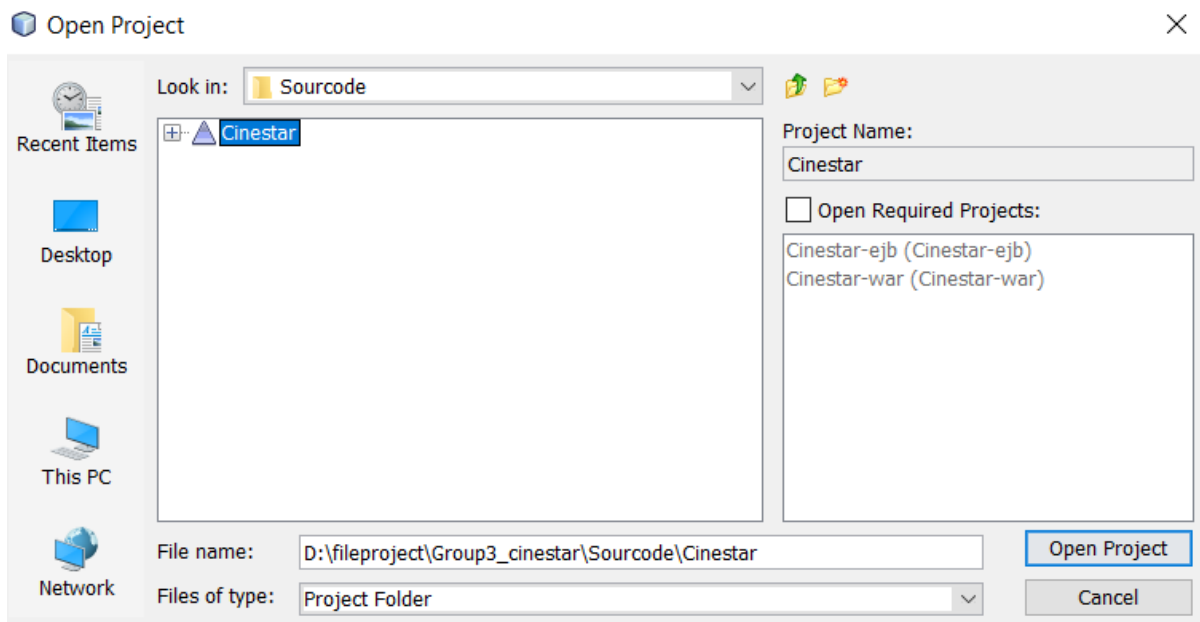 Open Project
Look in: Sourcode
Recent Items
Desktop
Documents
This PC
Network
Cinestar
Project Name:
Cinestar
Open Required Projects:
Cinestar-ejb (Cinestar-ejb)
Cinestar-war (Cinestar-war)
File name: D:\fileproject\Group3_cinestar\Sourcode\Cinestar
Open Project
Files of type: Project Folder
Cancel